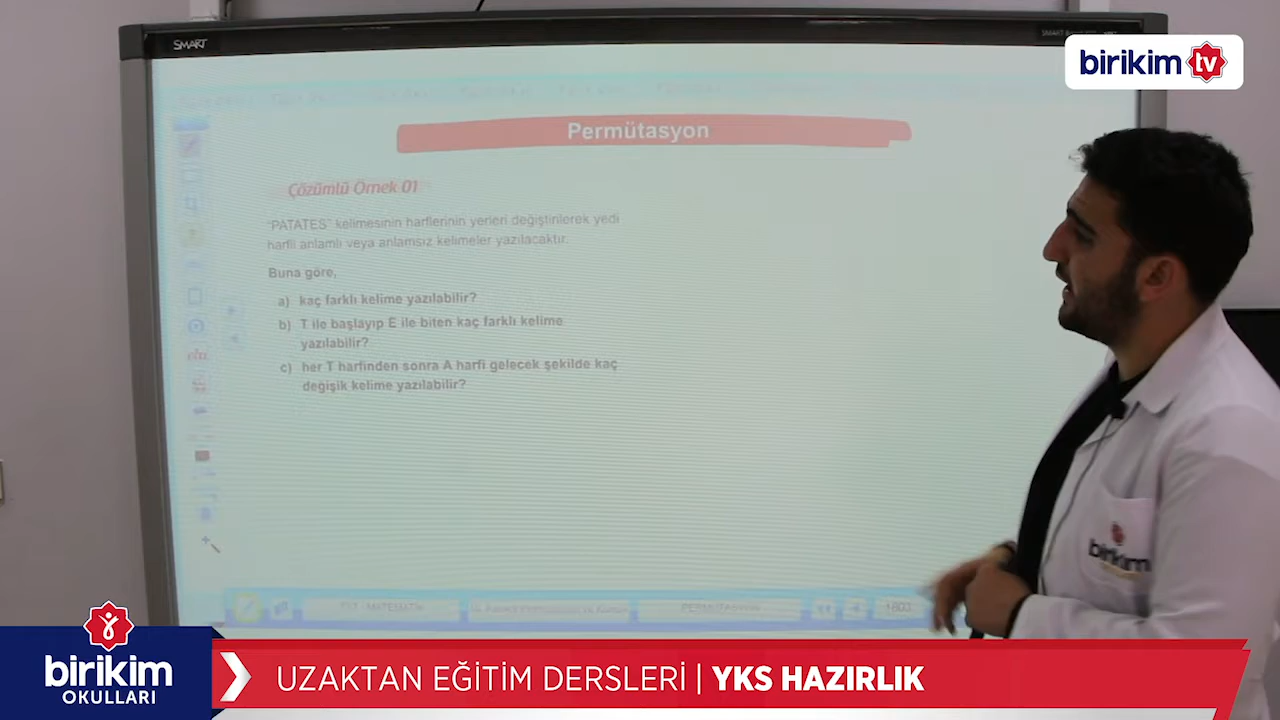 SMART
birikim tv
Permütasyon
Çözümlü Örnek 01
"PATATES" kelimesinin harflerinin yerleri değiştirilerek yedi
harfli anlamlı veya anlamsız kelimeler yazılacaktır.
Buna göre,
a) kaç farklı kelime yazılabilir?
b) T ile başlayıp E ile biten kaç farklı kelime
yazılabilir?
c) her T harfinden sonra A harfi gelecek şekilde kaç
değişik kelime yazılabilir?
birikim
MATEMATİK
PERMÜTASYON
birikim
OKULLARI
UZAKTAN EĞİTİM DERSLERİ | YKS HAZIRLIK